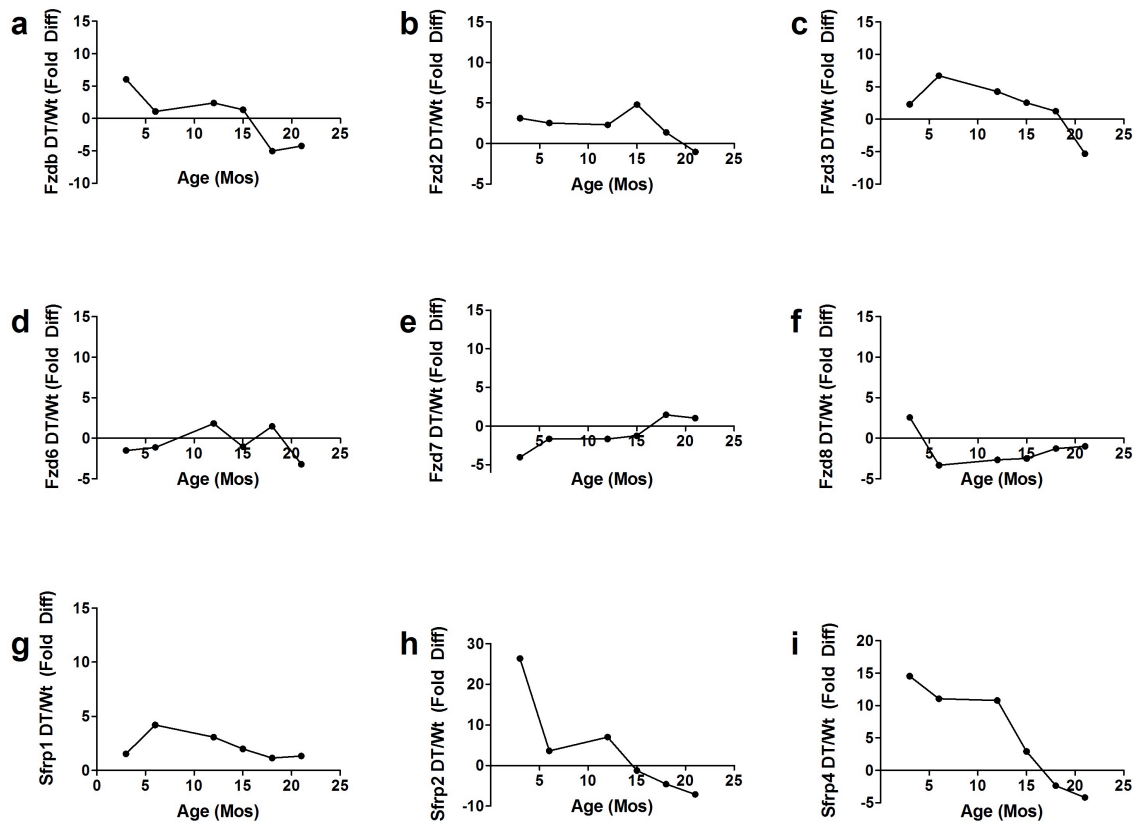 a
Fzdb DT/Wt (Fold Diff)
15
10
5
0
-5
-10
5 10 15 20 25
Age (Mos)
b
Fzd2 DT/Wt (Fold Diff)
15
10
5
0
-5
5 10 15 20 25
Age (Mos)
c
Fzd3 DT/Wt (Fold Diff)
15
10
5
0
-5
-10
5 10 15 20 25
Age (Mos)
d
Fzd6 DT/Wt (Fold Diff)
15
10
5
0
-5
5 10 15 20 25
Age (Mos)
e
Fzd7 DT/Wt (Fold Diff)
15
10
5
0
-5
5 10 15 20 25
Age (Mos)
f
Fzd8 DT/Wt (Fold Diff)
15
10
5
0
-5
5 10 15 20 25
Age (Mos)
g
Sfrp1 DT/Wt (Fold Diff)
15
10
5
0
0 5 10 15 20 25
Age (Mos)
h
Sfrp2 DT/Wt (Fold Diff)
30
20
10
0
-10
5 10 15 20 25
Age (Mos)
i
Sfrp4 DT/Wt (Fold Diff)
20
15
10
5
0
-5
5 10 15 20 25
Age (Mos)